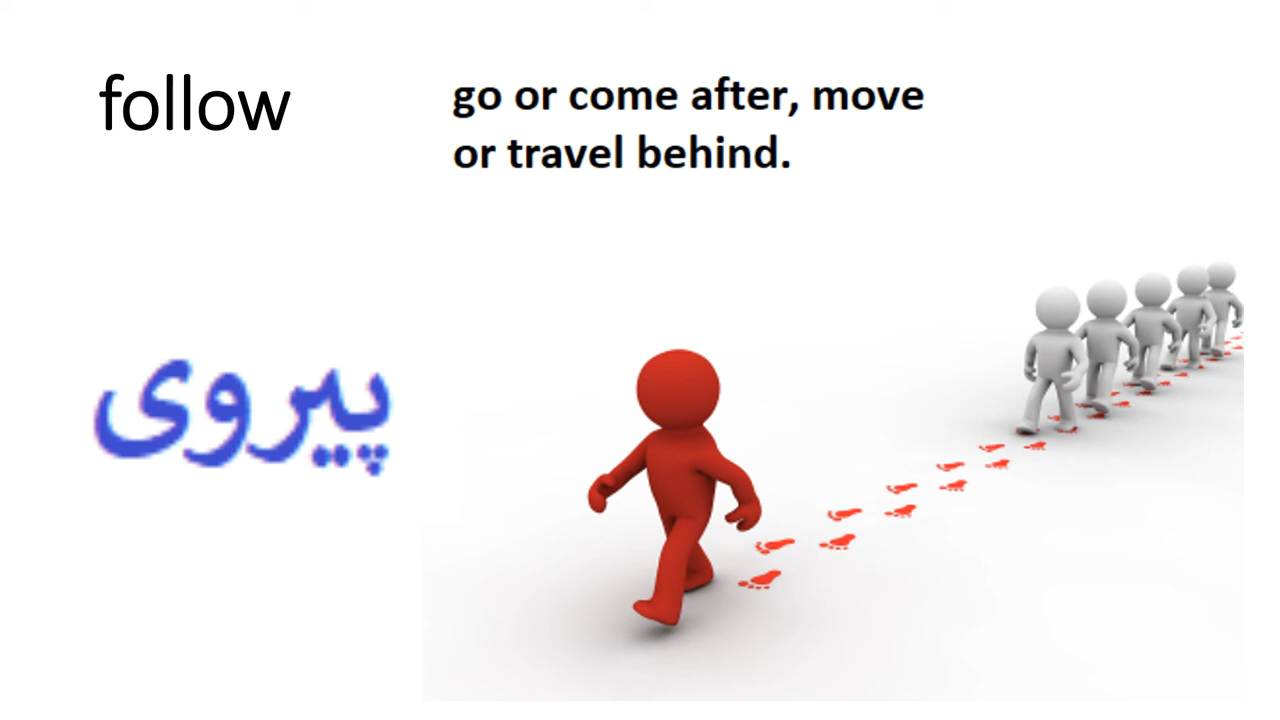 follow
go or come after, move
or travel behind.
پیروی